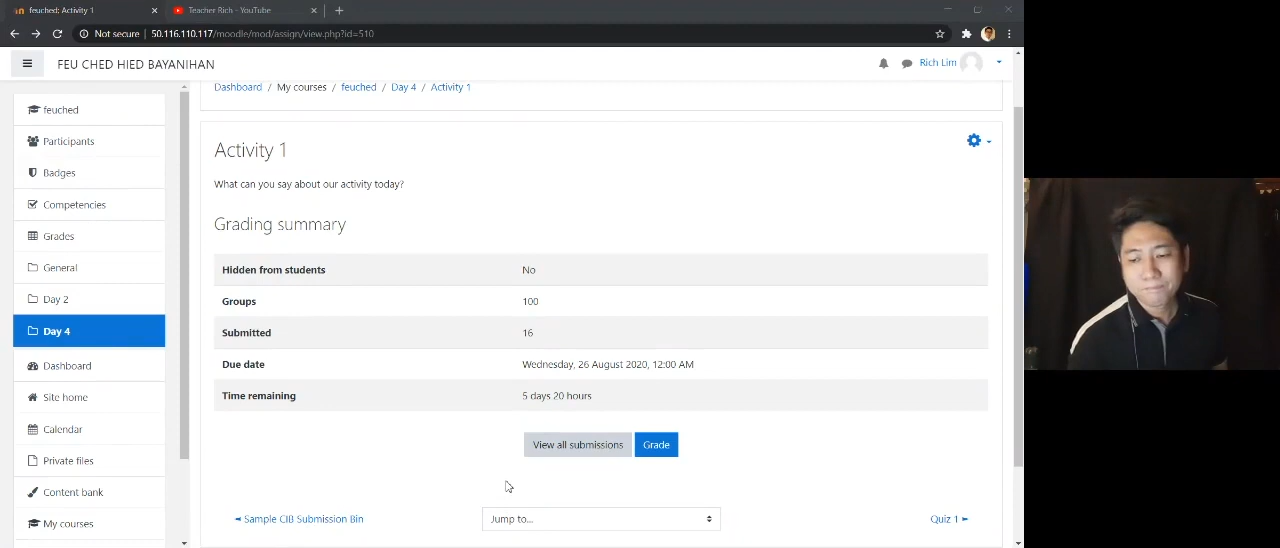 feuched: Activity 1
Teacher Rich - YouTube
Not secure | 50.116.110.117/moodle/mod/assign/view.php?id=510
FEU CHED HIED BAYANIHAN
Rich Lim
feuched
Participants
Badges
Competencies
Grades
General
Day 2
Day 4
Dashboard
Site home
Calendar
Private files
Content bank
My courses
Dashboard / My courses / feuched / Day 4 / Activity 1
Activity 1
What can you say about our activity today?
Grading summary
Hidden from students No
Groups 100
Submitted 16
Due date Wednesday, 26 August 2020, 12:00 AM
Time remaining 5 days 20 hours
View all submissions Grade
◄ Sample CIB Submission Bin Jump to... Quiz 1 ►